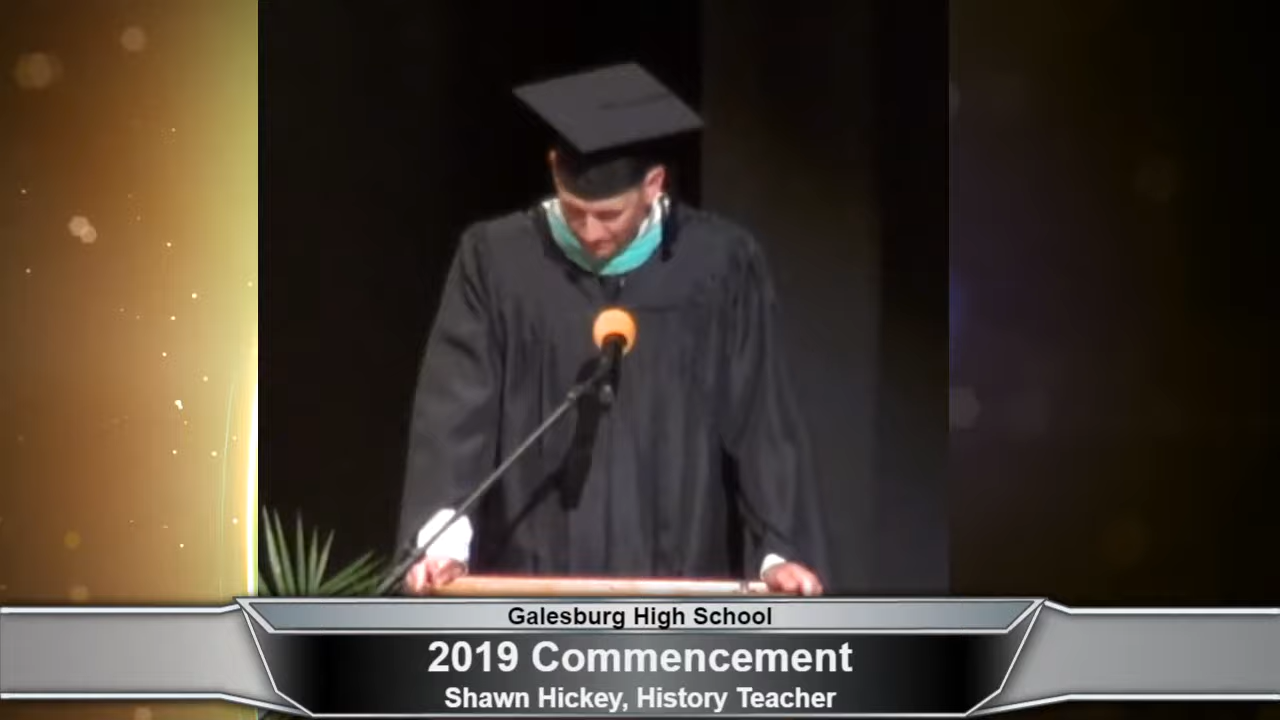 Galesburg High School
2019 Commencement
Shawn Hickey, History Teacher